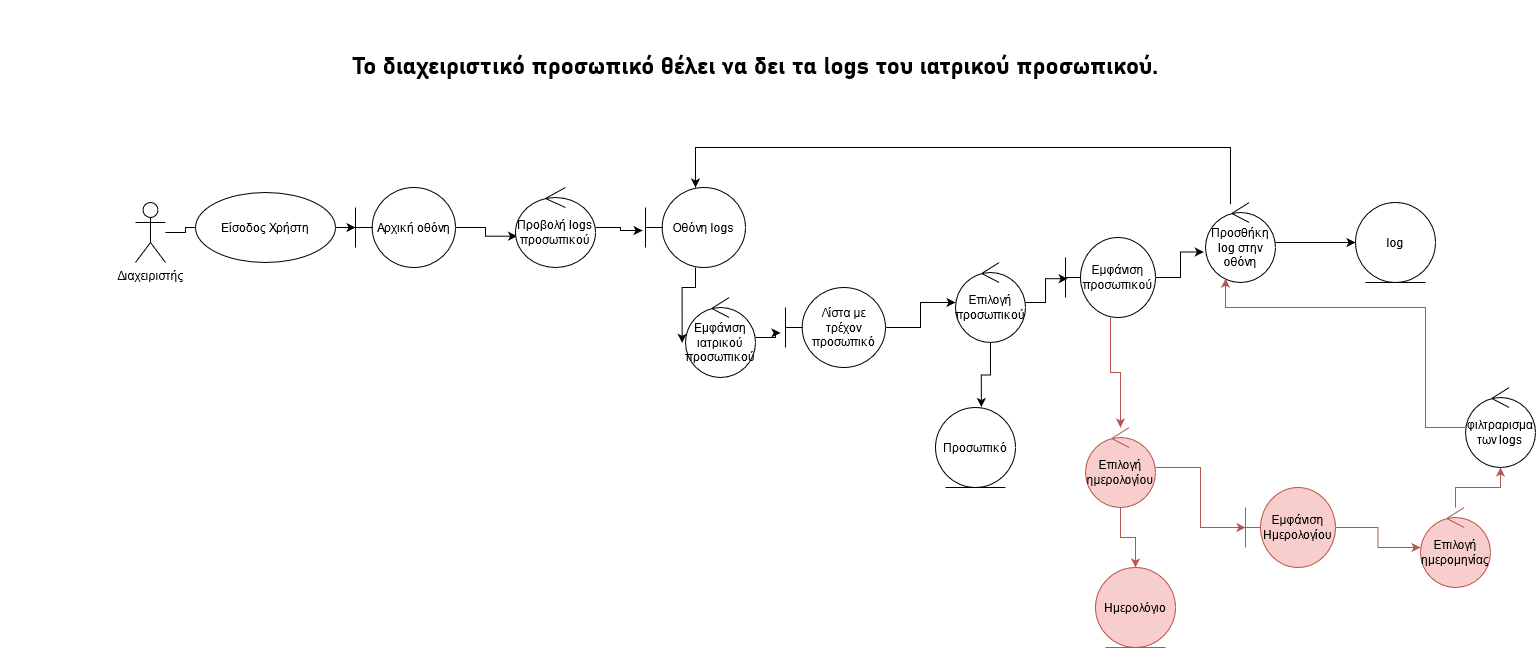 Το διαχειριστικό προσωπικό θέλει να δει τα logs του ιατρικού προσωπικού.
Διαχειριστής
Είσοδος Χρήστη
Αρχική οθόνη
Προβολή logs
προσωπικού
Οθόνη logs
Εμφάνιση
ιατρικού
προσωπικού
Λίστα με
τρέχον
προσωπικό
Επιλογή
προσωπικού
Προσωπικό
Εμφάνιση
προσωπικού
Προσθήκη
log στην
οθόνη
log
Επιλογή
ημερολογίου
Ημερολόγιο
Εμφάνιση
Ημερολογίου
Επιλογή
ημερομηνίας
φιλτραρισμα
των logs